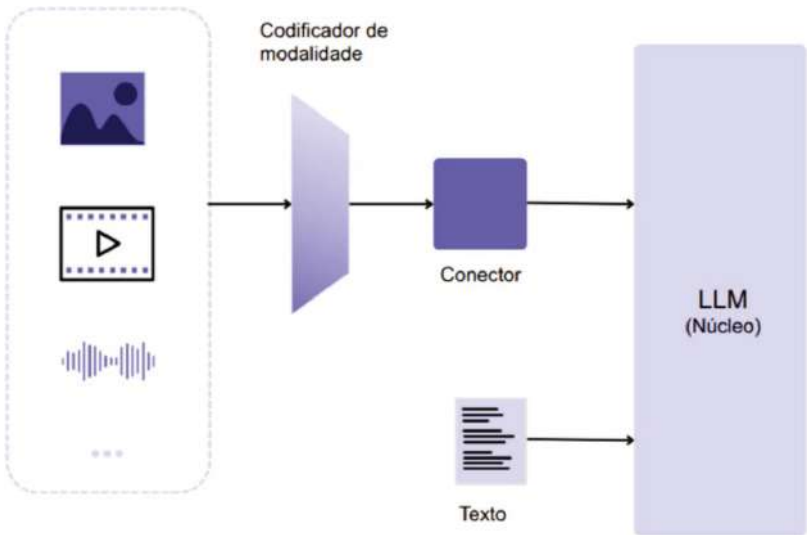 Codificador de
modalidade
Conector
LLM
(Núcleo)
Texto